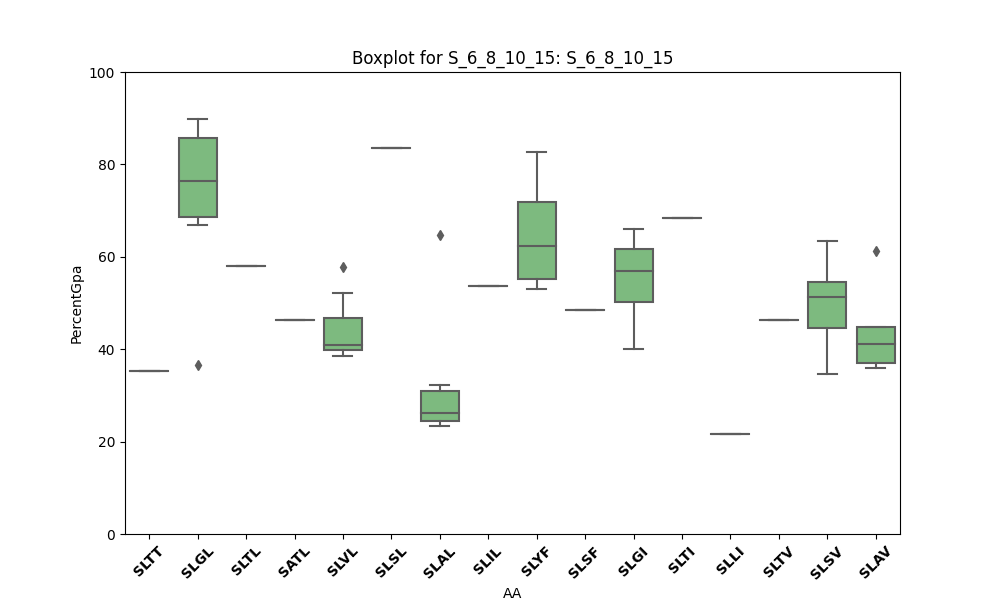 Boxplot for S_6_8_10_15: S_6_8_10_15
PercentGpa
100
80
60
40
20
0
SLTT SLGL SLTL SATL SLVL SLSL SLAL SLIL SLYF SLSF SLGI SLTI SLLI SLTV SLSV SLAV
AA